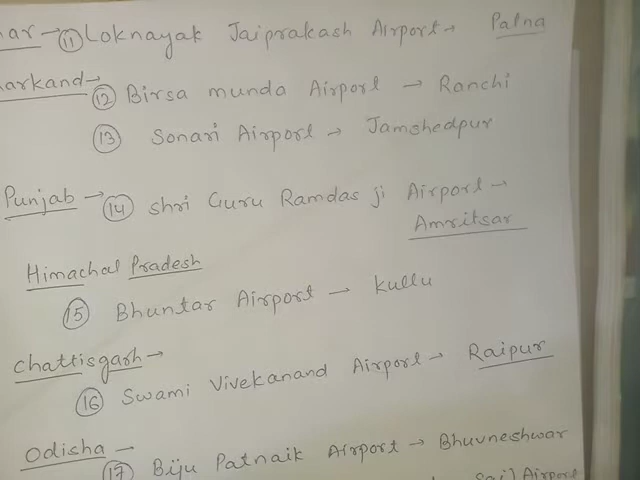 ⑪ Loknayak Jaiprakash Airport → Patna
⑫ Birsa munda Airport → Ranchi
⑬ Sonari Airport → Jamshedpur
Punjab → ⑭ Shri Guru Ramdas ji Airport →
Amritsar
Himachal Pradesh
⑮ Bhuntar Airport → Kullu
Chattisgarh →
⑯ Swami Vivekanand Airport → Raipur
Odisha —
⑰ Biju Patnaik Airport → Bhuvneshwar
Airport